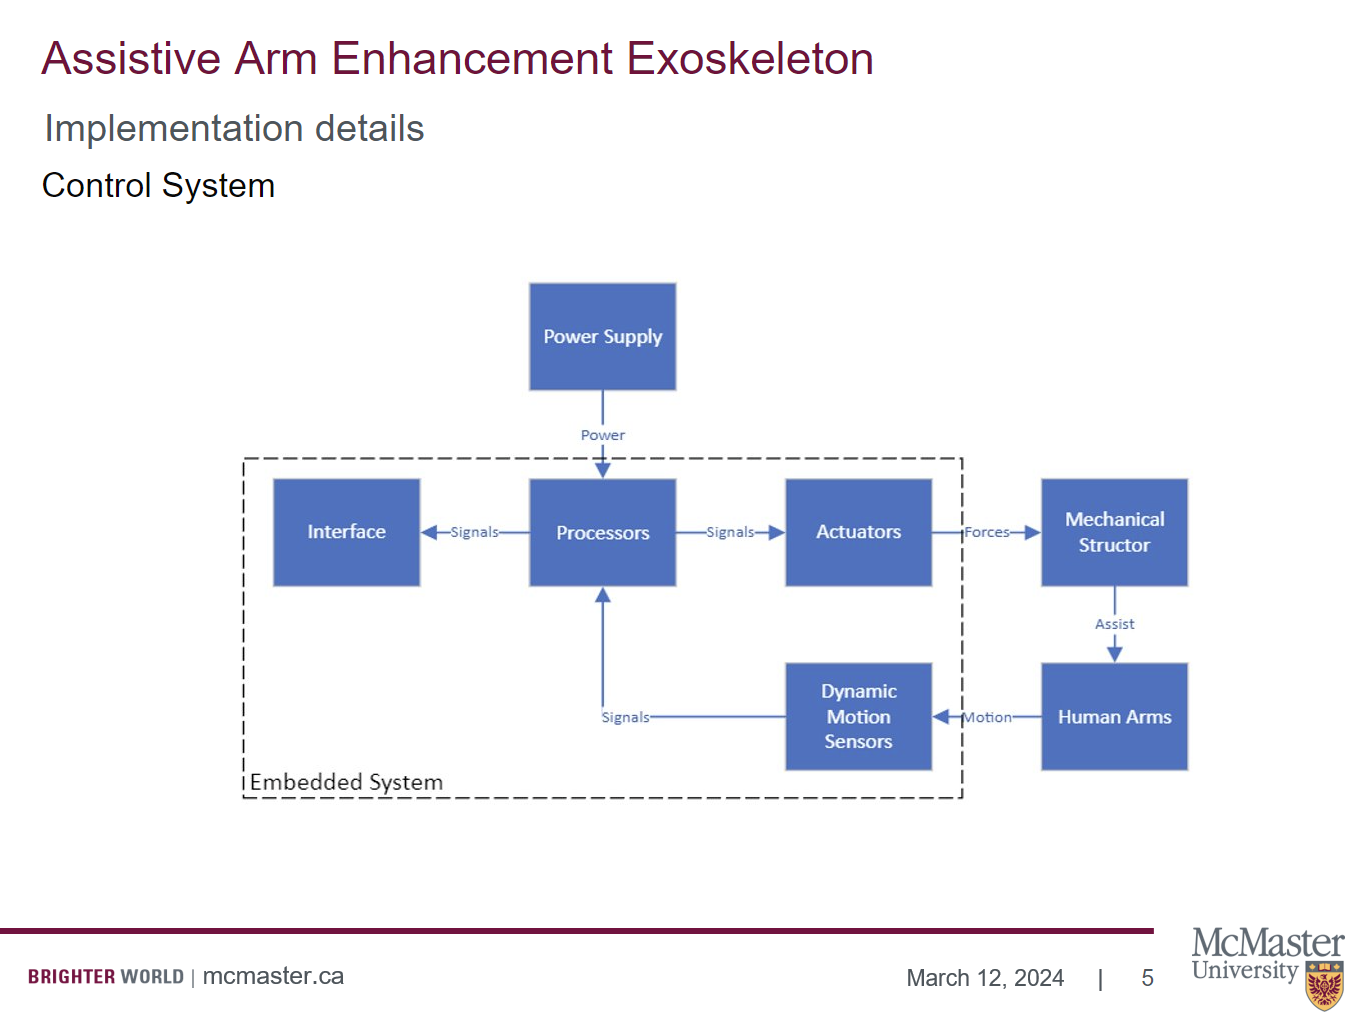 Assistive Arm Enhancement Exoskeleton
Implementation details
Control System
Power Supply
Power
Interface
Signals
Processors
Signals
Actuators
Forces
Mechanical
Structor
Assist
Dynamic
Motion
Sensors
Signals
Motion
Human Arms
Embedded System
BRIGHTER WORLD | mcmaster.ca
March 12, 2024 | 5
McMaster
University